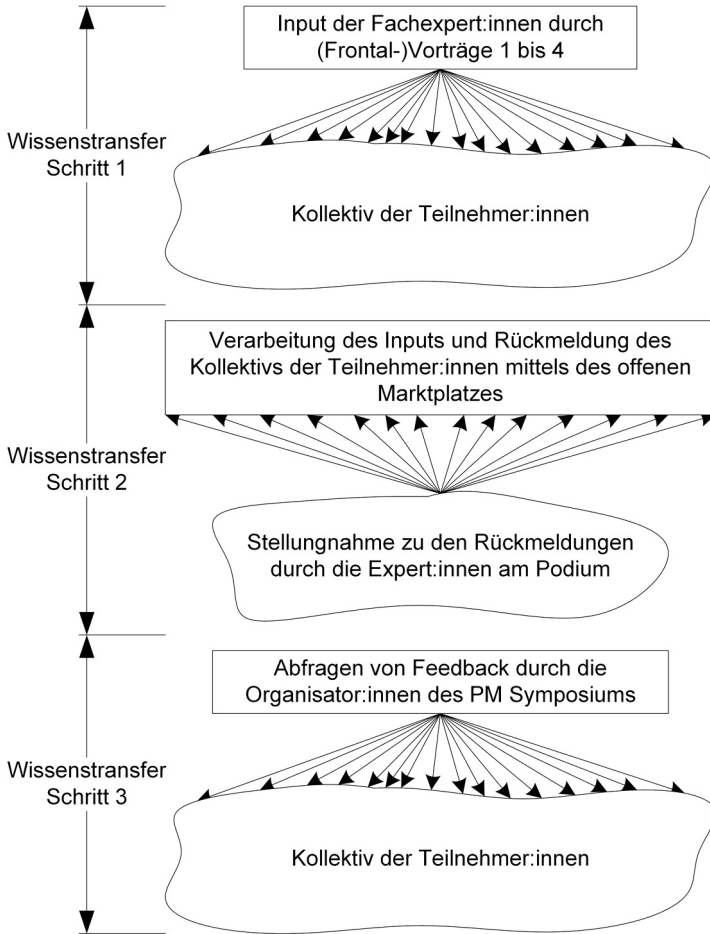 Input der Fachexpert:innen durch
(Frontal-)Vorträge 1 bis 4
Wissenstransfer
Schritt 1
Kollektiv der Teilnehmer:innen
Verarbeitung des Inputs und Rückmeldung des
Kollektivs der Teilnehmer:innen mittels des offenen
Marktplatzes
Wissenstransfer
Schritt 2
Stellungnahme zu den Rückmeldungen
durch die Expert:innen am Podium
Abfragen von Feedback durch die
Organisator:innen des PM Symposiums
Wissenstransfer
Schritt 3
Kollektiv der Teilnehmer:innen